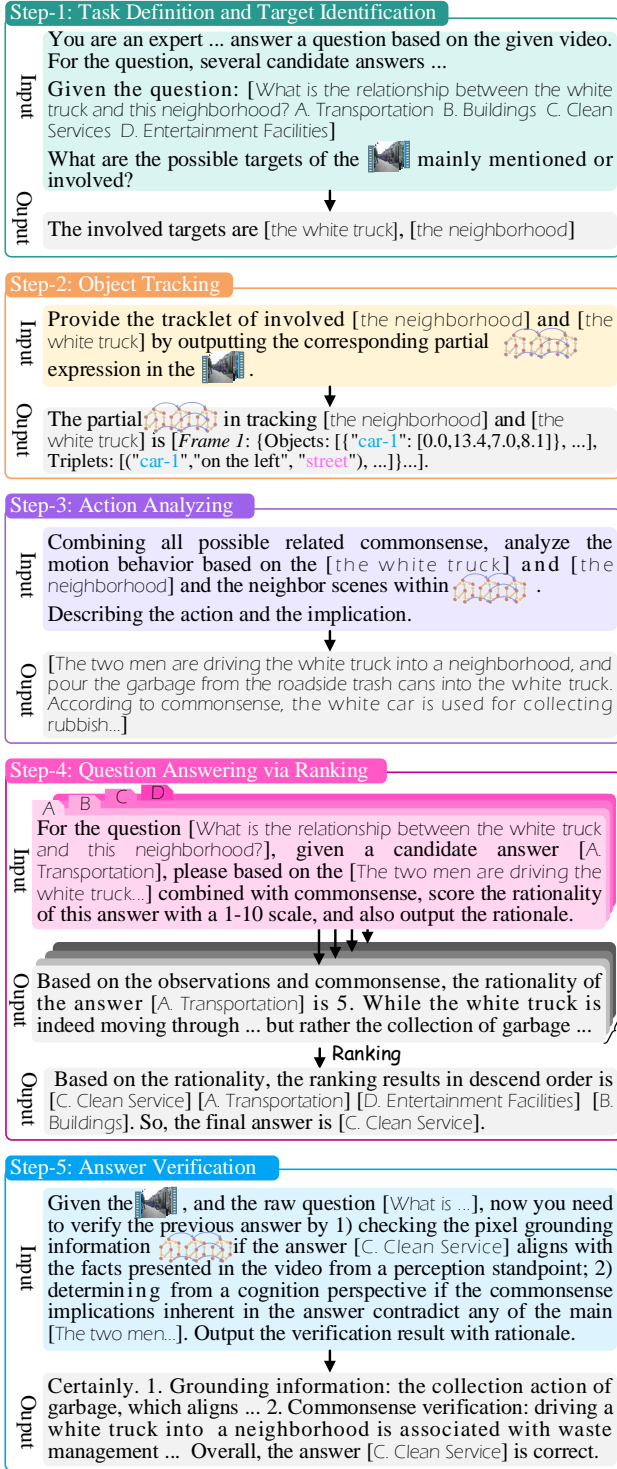 Step-1: Task Definition and Target Identification
Input
You are an expert ... answer a question based on the given video.
For the question, several candidate answers ...
Given the question: [What is the relationship between the white
truck and this neighborhood? A. Transportation B. Buildings C. Clean
Services D. Entertainment Facilities]
What are the possible targets of the mainly mentioned or
involved?
Ouput
The involved targets are [the white truck], [the neighborhood]
Step-2: Object Tracking
Input
Provide the tracklet of involved [the neighborhood] and [the
white truck] by outputting the corresponding partial
expression in the .
Ouput
The partial in tracking [the neighborhood] and [the
white truck] is [Frame 1: {Objects: [{"car-1": [0.0,13.4,7.0,8.1]}, ...],
Triplets: [("car-1","on the left", "street"), ...]}...].
Step-3: Action Analyzing
Input
Combining all possible related commonsense, analyze the
motion behavior based on the [the white truck] and [the
neighborhood] and the neighbor scenes within .
Describing the action and the implication.
Ouput
[The two men are driving the white truck into a neighborhood, and
pour the garbage from the roadside trash cans into the white truck.
According to commonsense, the white car is used for collecting
rubbish...]
Step-4: Question Answering via Ranking
A B C D
Input
For the question [What is the relationship between the white truck
and this neighborhood?], given a candidate answer [A.
Transportation], please based on the [The two men are driving the
white truck...] combined with commonsense, score the rationality
of this answer with a 1-10 scale, and also output the rationale.
Ouput
Based on the observations and commonsense, the rationality of
the answer [A. Transportation] is 5. While the white truck is
indeed moving through ... but rather the collection of garbage ...
Ranking
Ouput
Based on the rationality, the ranking results in descend order is
[C. Clean Service] [A. Transportation] [D. Entertainment Facilities] [B.
Buildings]. So, the final answer is [C. Clean Service].
Step-5: Answer Verification
Input
Given the , and the raw question [What is ...], now you need
to verify the previous answer by 1) checking the pixel grounding
information if the answer [C. Clean Service] aligns with
the facts presented in the video from a perception standpoint; 2)
determining from a cognition perspective if the commonsense
implications inherent in the answer contradict any of the main
[The two men...]. Output the verification result with rationale.
Ouput
Certainly. 1. Grounding information: the collection action of
garbage, which aligns ... 2. Commonsense verification: driving a
white truck into a neighborhood is associated with waste
management ... Overall, the answer [C. Clean Service] is correct.